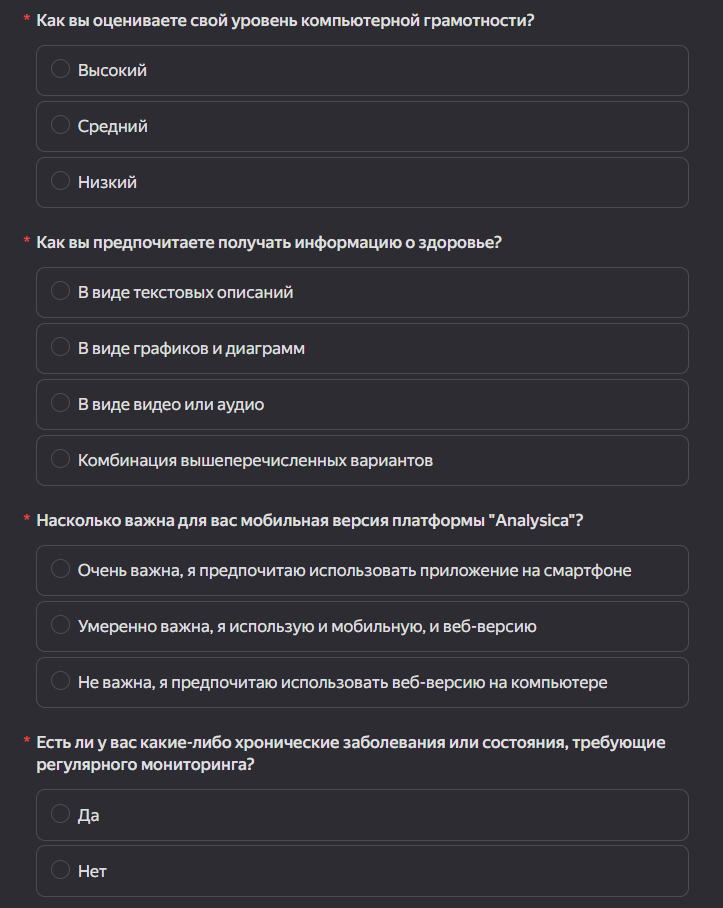 * Как вы оцениваете свой уровень компьютерной грамотности?
Высокий
Средний
Низкий
* Как вы предпочитаете получать информацию о здоровье?
В виде текстовых описаний
В виде графиков и диаграмм
В виде видео или аудио
Комбинация вышеперечисленных вариантов
* Насколько важна для вас мобильная версия платформы "Analysica"?
Очень важна, я предпочитаю использовать приложение на смартфоне
Умеренно важна, я использую и мобильную, и веб-версию
Не важна, я предпочитаю использовать веб-версию на компьютере
* Есть ли у вас какие-либо хронические заболевания или состояния, требующие
регулярного мониторинга?
Да
Нет